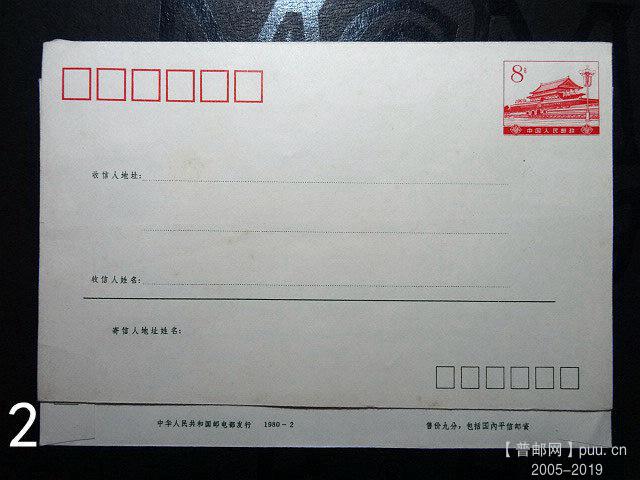 8分
中国人民邮政
收信人地址:
收信人姓名:
寄信人地址姓名:
中华人民共和国邮电部发行 1980-2
售价九分,包括国内平信邮资
2
【普邮网】puu.cn
2005-2019